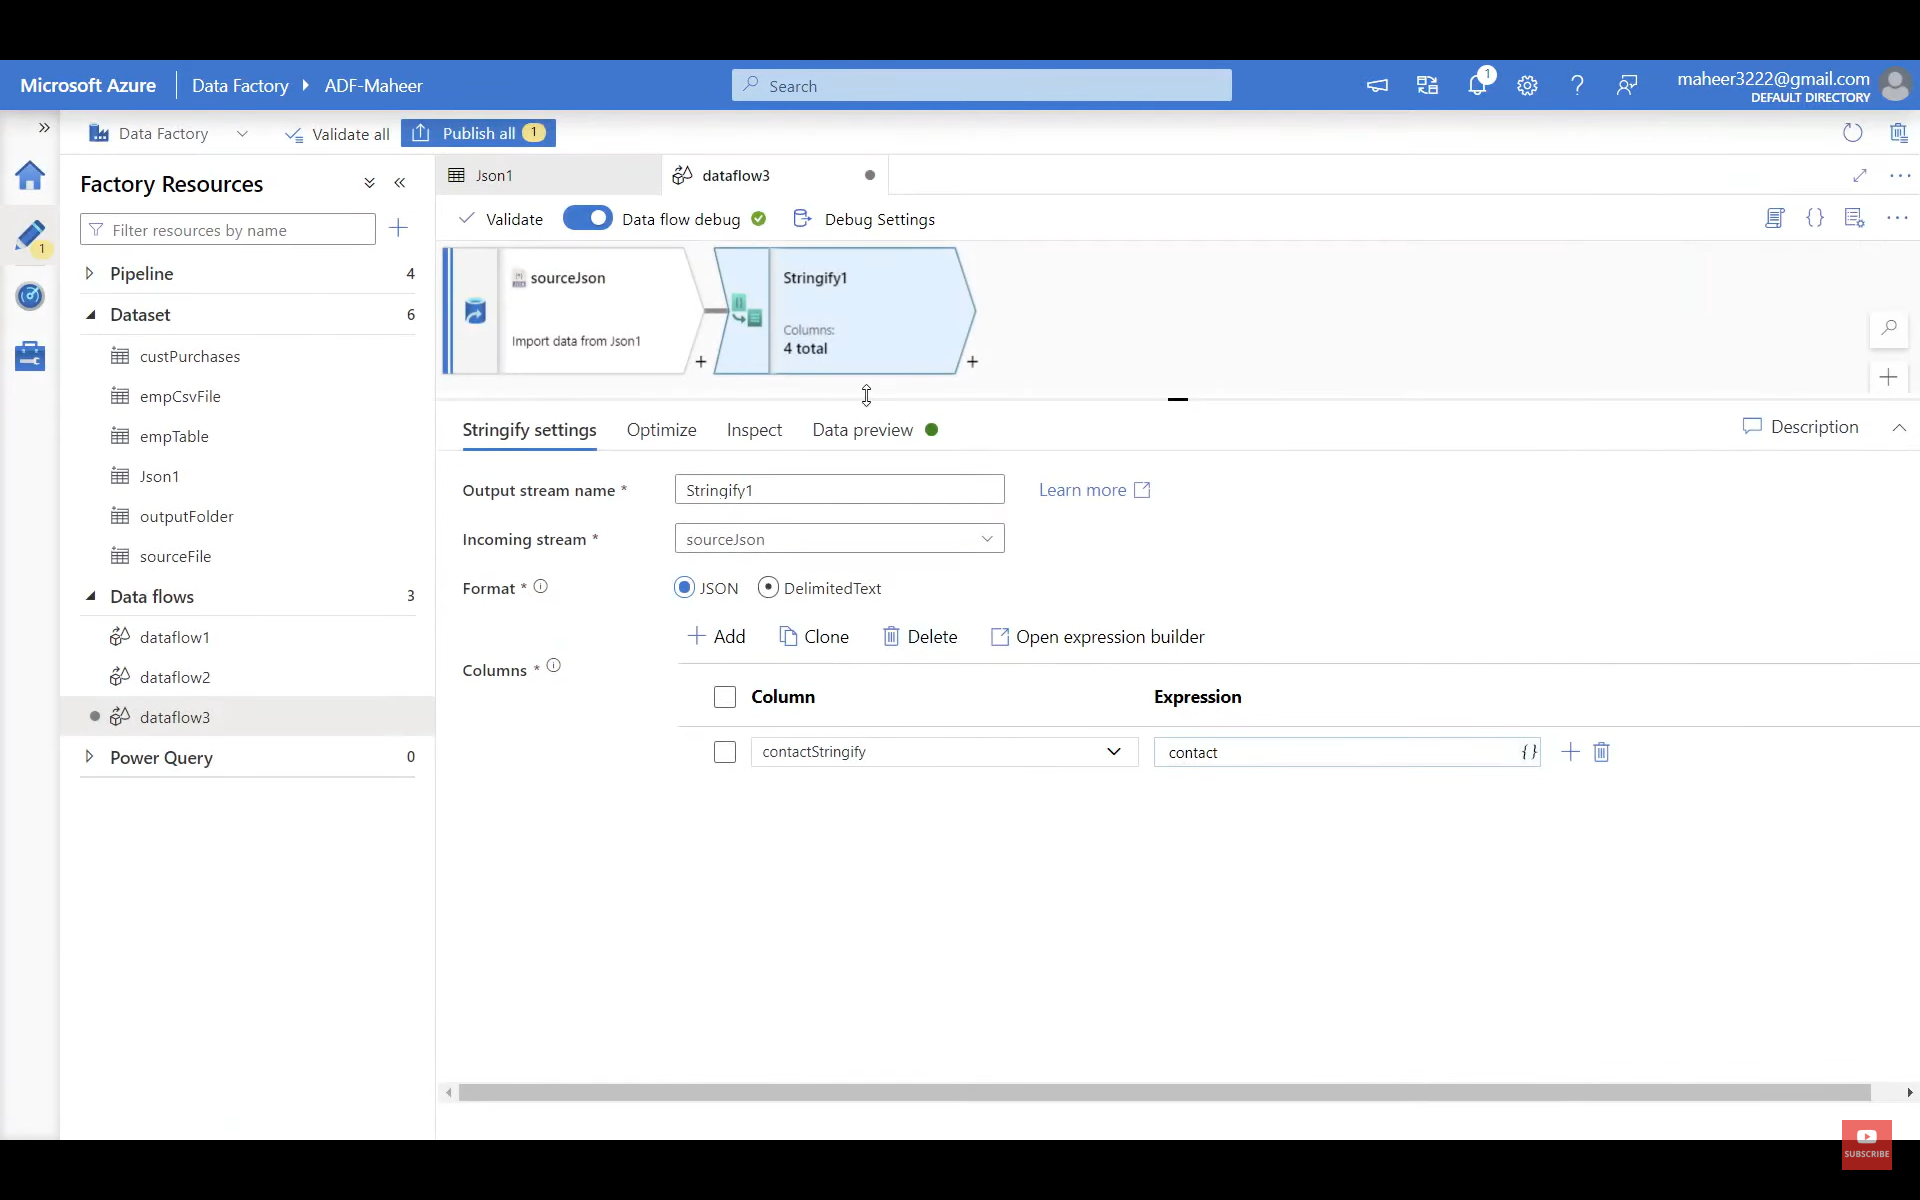 Microsoft Azure Data Factory ADF-Maheer Search 1 maheer3222@gmail.com
DEFAULT DIRECTORY
Data Factory Validate all Publish all 1
Factory Resources
Filter resources by name
1
Pipeline 4
Dataset 6
custPurchases
empCsvFile
empTable
Json1
outputFolder
sourceFile
Data flows 3
dataflow1
dataflow2
dataflow3
Power Query 0
Json1 dataflow3
Validate Data flow debug Debug Settings
sourceJson
Import data from Json1
+
Stringify1
Columns:
4 total
+
Stringify settings Optimize Inspect Data preview Description
Output stream name * Stringify1 Learn more
Incoming stream * sourceJson
Format * JSON DelimitedText
Add Clone Delete Open expression builder
Columns *
Column Expression
contactStringify contact {}
SUBSCRIBE